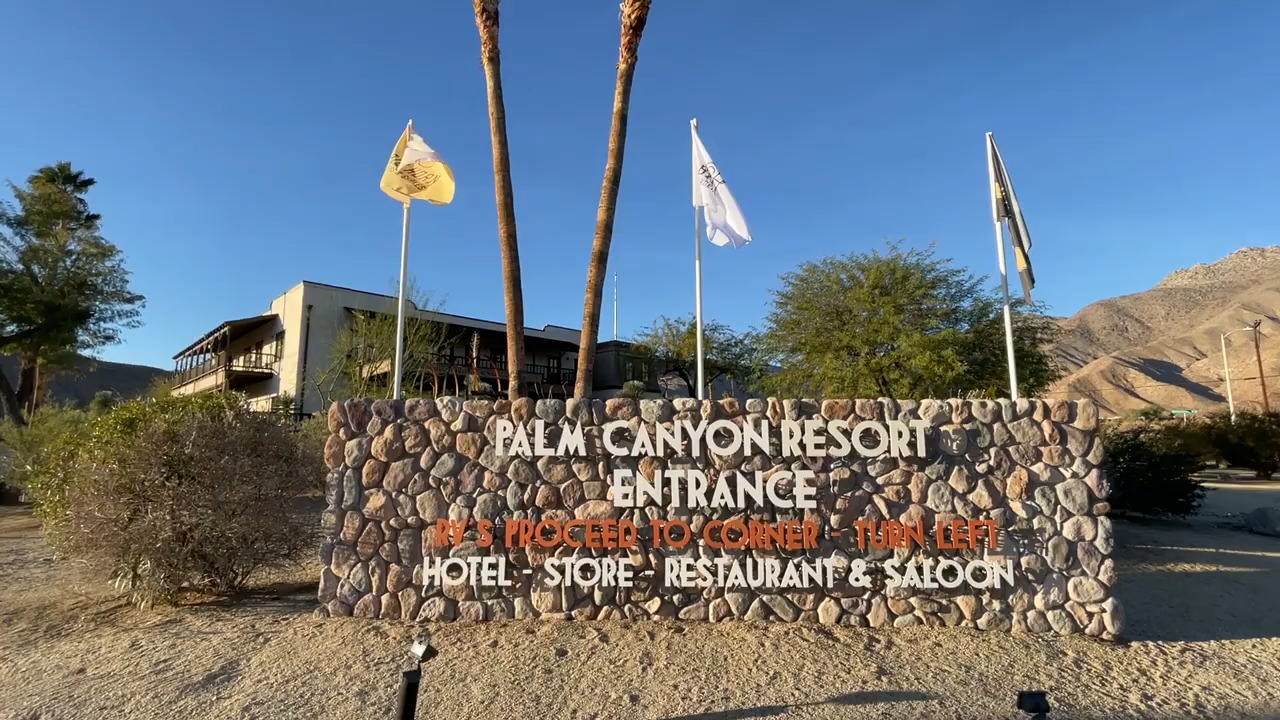 PALM CANYON RESORT
ENTRANCE
RV S PROCEED TO CORNER - TURN LEFT
HOTEL - STORE - RESTAURANT & SALOON